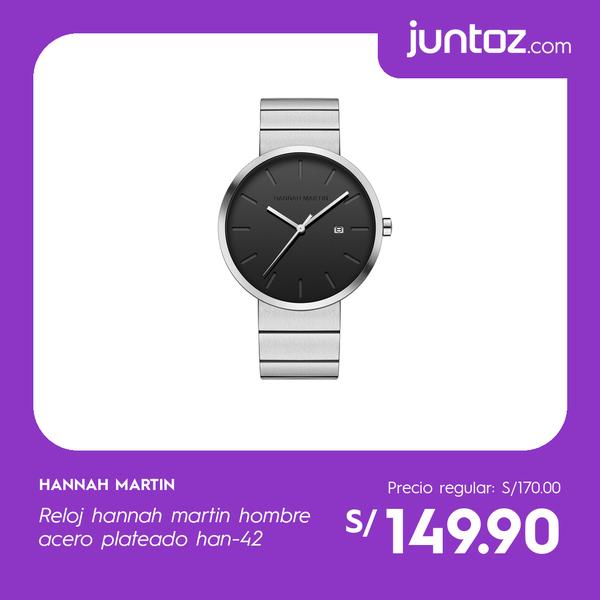 juntoz.com
HANNAH MARTIN
HANNAH MARTIN
Reloj hannah martin hombre
acero plateado han-42
Precio regular: S/170.00
S/149.90